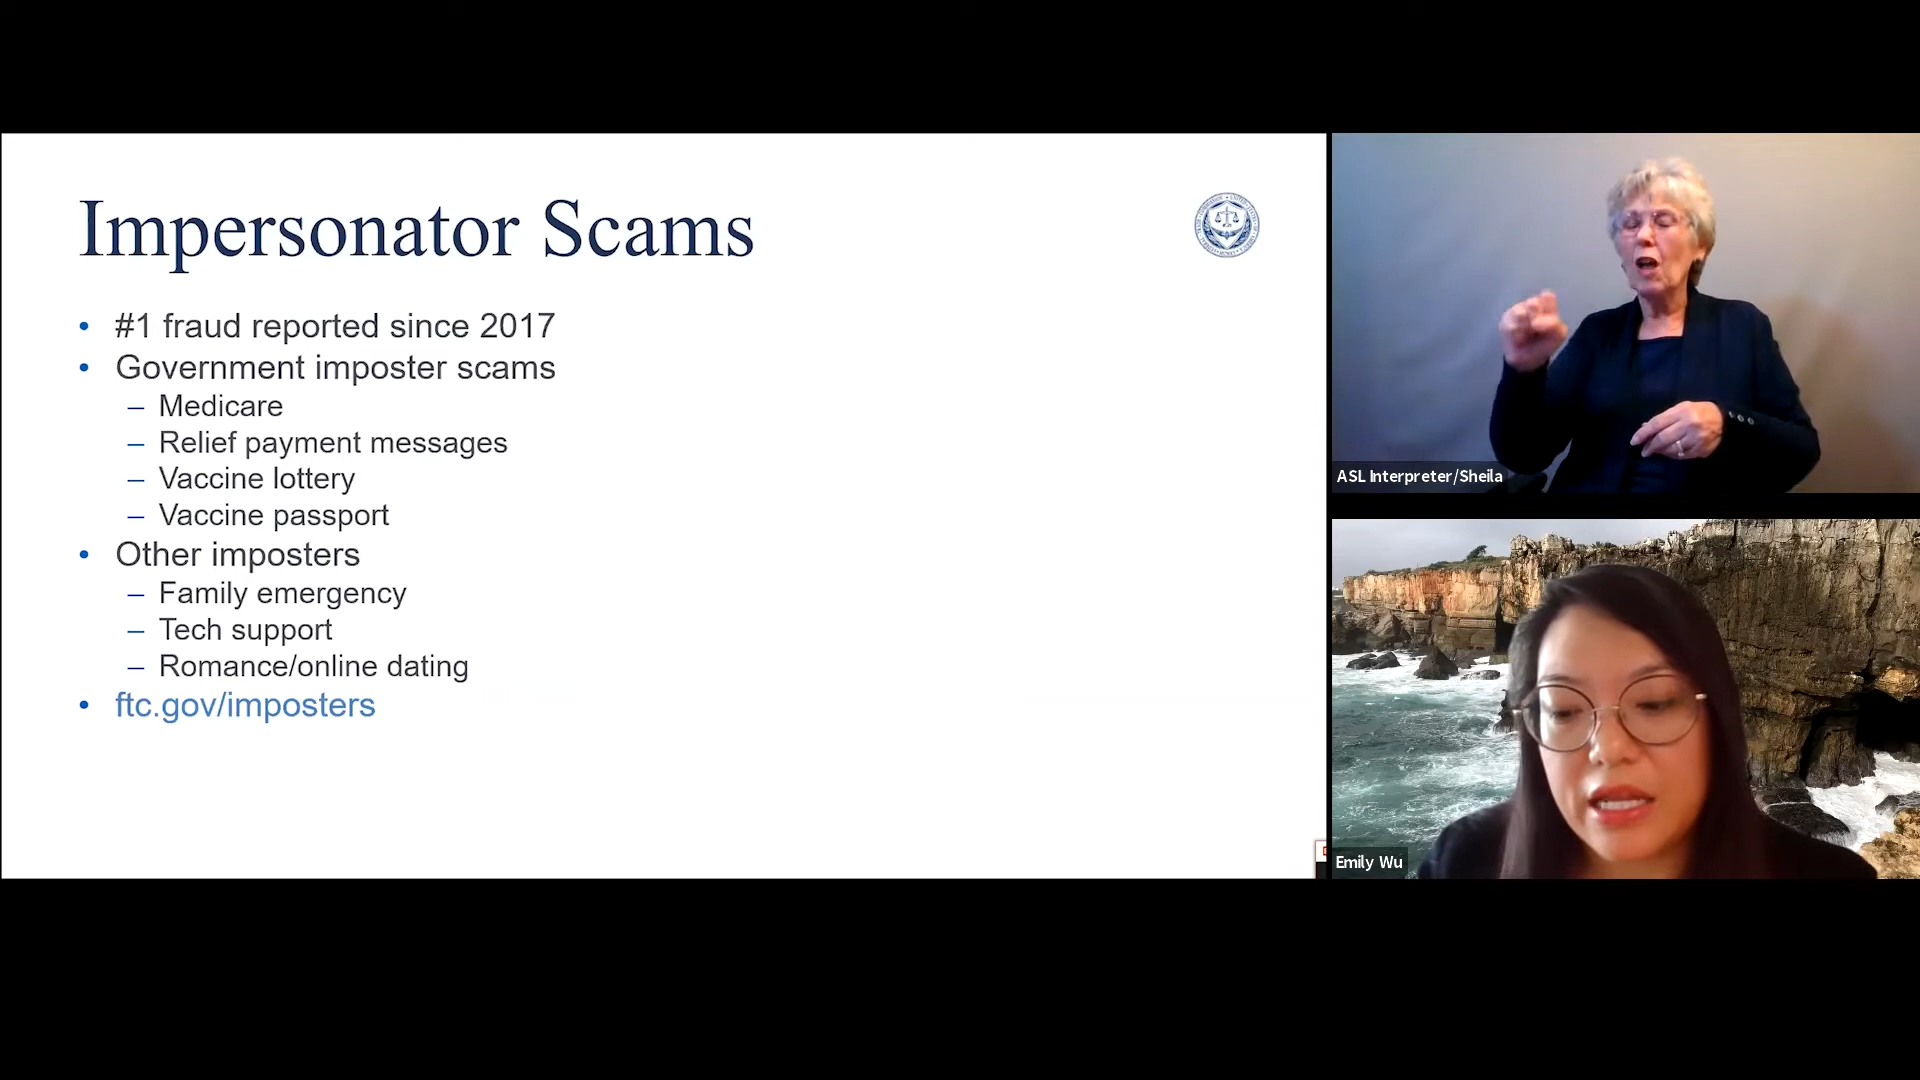 Impersonator Scams
• #1 fraud reported since 2017
• Government imposter scams
– Medicare
– Relief payment messages
– Vaccine lottery
– Vaccine passport
• Other imposters
– Family emergency
– Tech support
– Romance/online dating
• ftc.gov/imposters
ASL Interpreter/Sheila
Emily Wu